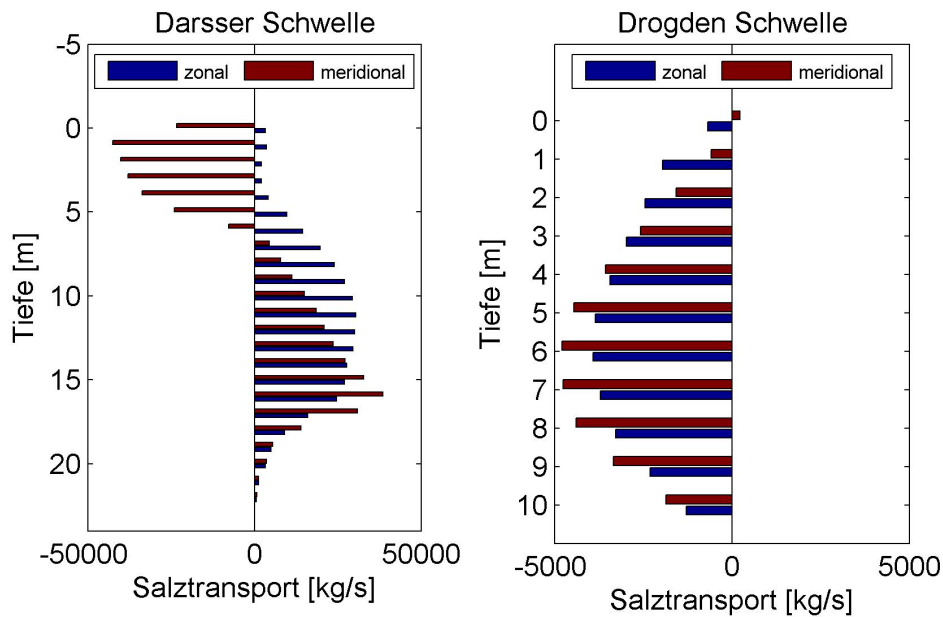 Darsser Schwelle
zonal meridional
Tiefe [m]
-5
0
5
10
15
20
-50000 0 50000
Salztransport [kg/s]
Drogden Schwelle
zonal meridional
Tiefe [m]
0
1
2
3
4
5
6
7
8
9
10
-5000 0 5000
Salztransport [kg/s]